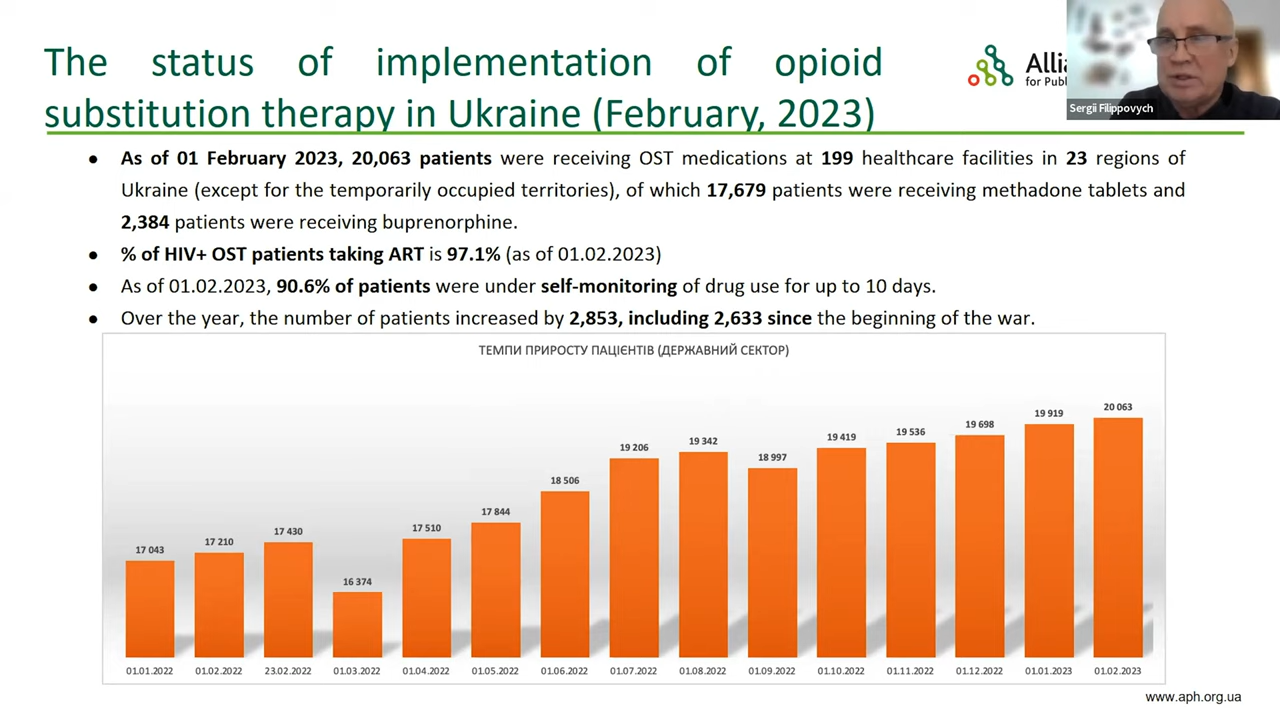 The status of implementation of opioid
substitution therapy in Ukraine (February, 2023)
for
Sergii Filippovych
● As of 01 February 2023, 20,063 patients were receiving OST medications at 199 healthcare facilities in 23 regions of
Ukraine (except for the temporarily occupied territories), of which 17,679 patients were receiving methadone tablets and
2,384 patients were receiving buprenorphine.
● % of HIV+ OST patients taking ART is 97.1% (as of 01.02.2023)
● As of 01.02.2023, 90.6% of patients were under self-monitoring of drug use for up to 10 days.
● Over the year, the number of patients increased by 2,853, including 2,633 since the beginning of the war.
ТЕМПИ ПРИРОСТУ ПАЦІЄНТІВ (ДЕРЖАВНИЙ СЕКТОР)
17 043 17 210 17 430 16 374 17 510 17 844 18 506 19 206 19 342 18 997 19 419 19 536 19 698 19 919 20 063
01.01.2022 01.02.2022 23.02.2022 01.03.2022 01.04.2022 01.05.2022 01.06.2022 01.07.2022 01.08.2022 01.09.2022 01.10.2022 01.11.2022 01.12.2022 01.01.2023 01.02.2023
www.aph.org.ua